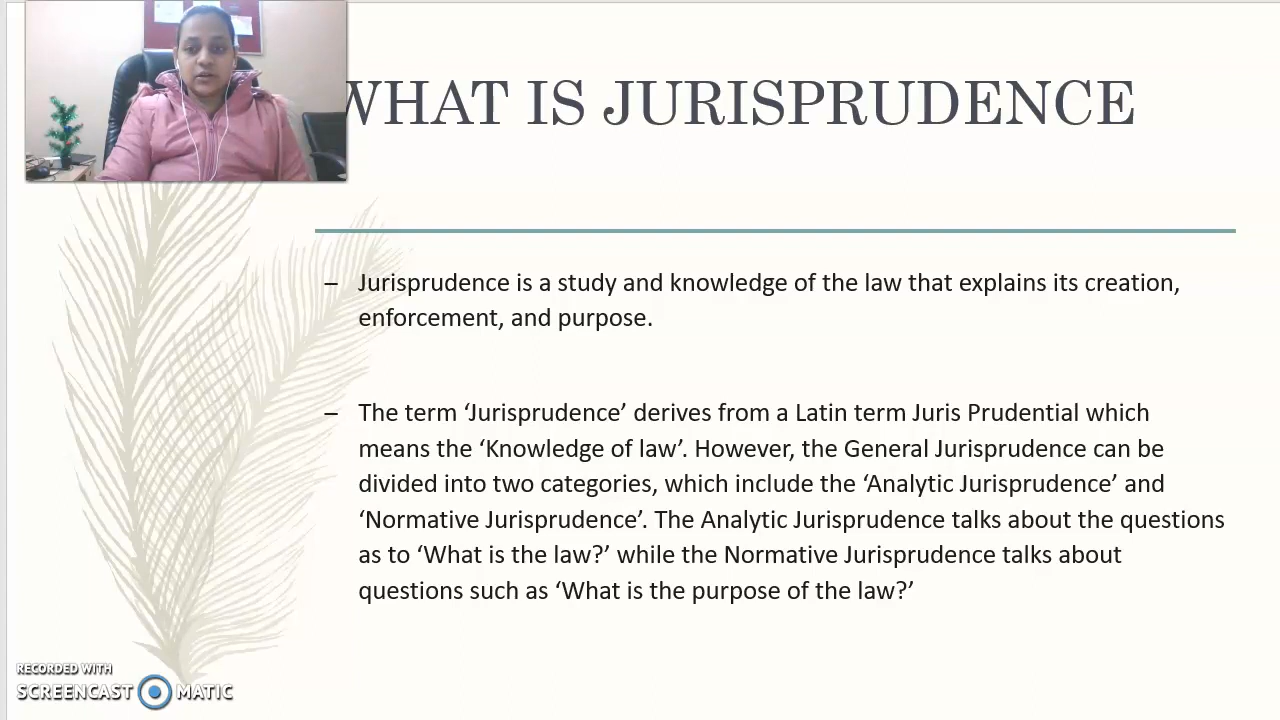 WHAT IS JURISPRUDENCE
– Jurisprudence is a study and knowledge of the law that explains its creation,
enforcement, and purpose.
– The term ‘Jurisprudence’ derives from a Latin term Juris Prudential which
means the ‘Knowledge of law’. However, the General Jurisprudence can be
divided into two categories, which include the ‘Analytic Jurisprudence’ and
‘Normative Jurisprudence’. The Analytic Jurisprudence talks about the questions
as to ‘What is the law?’ while the Normative Jurisprudence talks about
questions such as ‘What is the purpose of the law?’
RECORDED WITH
SCREENCAST MATIC